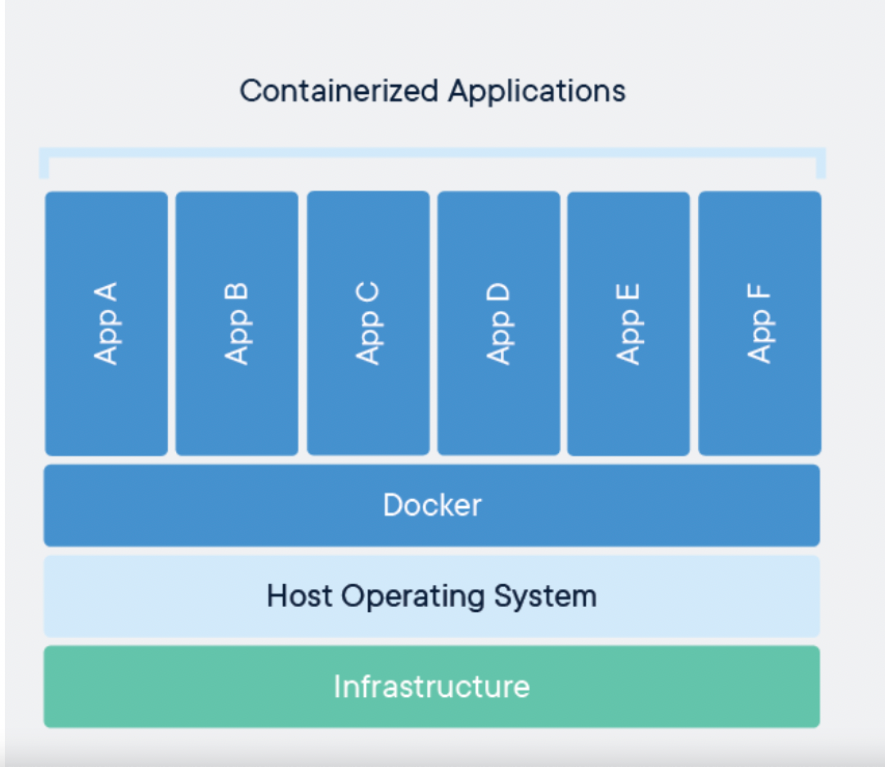 Containerized Applications
App A
App B
App C
App D
App E
App F
Docker
Host Operating System
Infrastructure